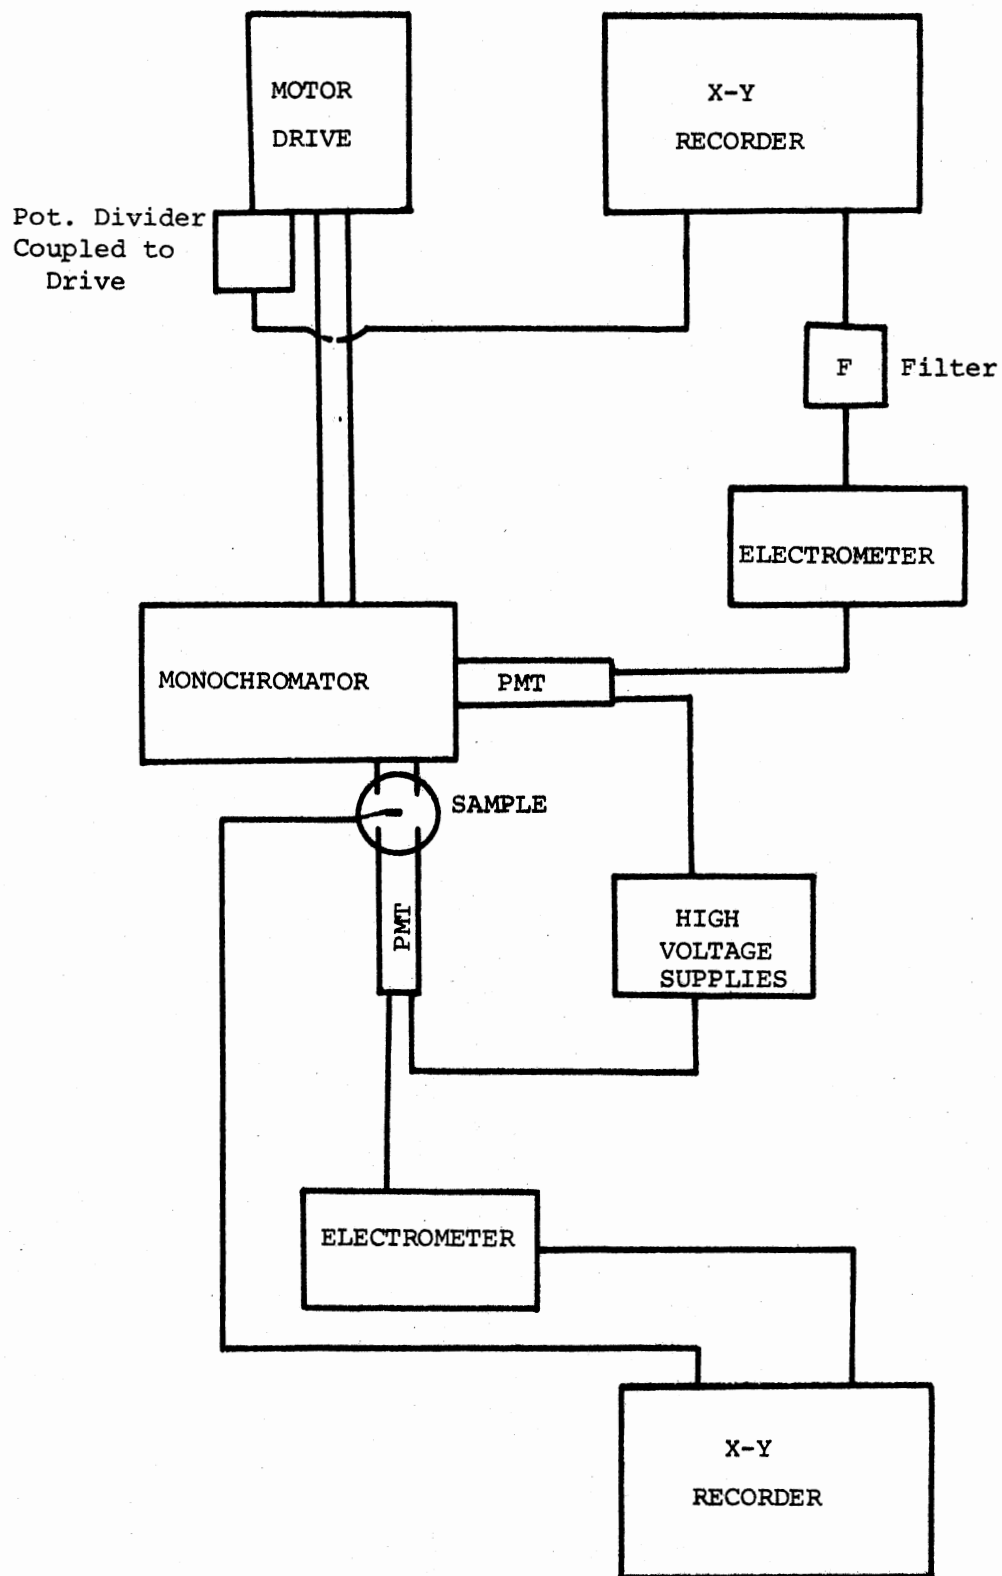 MOTOR
DRIVE
X-Y
RECORDER
Pot. Divider
Coupled to
Drive
F
Filter
ELECTROMETER
MONOCHROMATOR
PMT
SAMPLE
PMT
HIGH
VOLTAGE
SUPPLIES
ELECTROMETER
X-Y
RECORDER